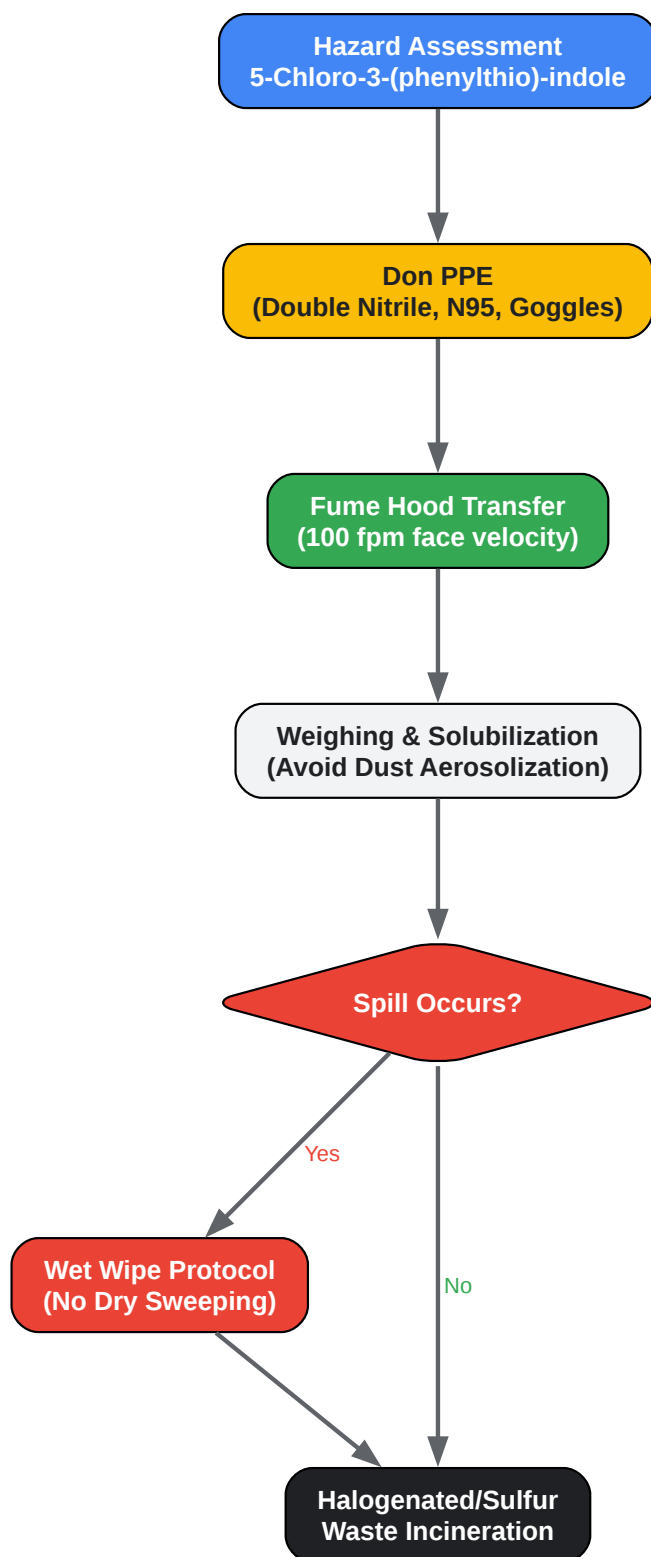 Hazard Assessment
5-Chloro-3-(phenylthio)-indole
Don PPE
(Double Nitrile, N95, Goggles)
Fume Hood Transfer
(100 fpm face velocity)
Weighing & Solubilization
(Avoid Dust Aerosolization)
Spill Occurs?
Yes
Wet Wipe Protocol
(No Dry Sweeping)
No
Halogenated/Sulfur
Waste Incineration